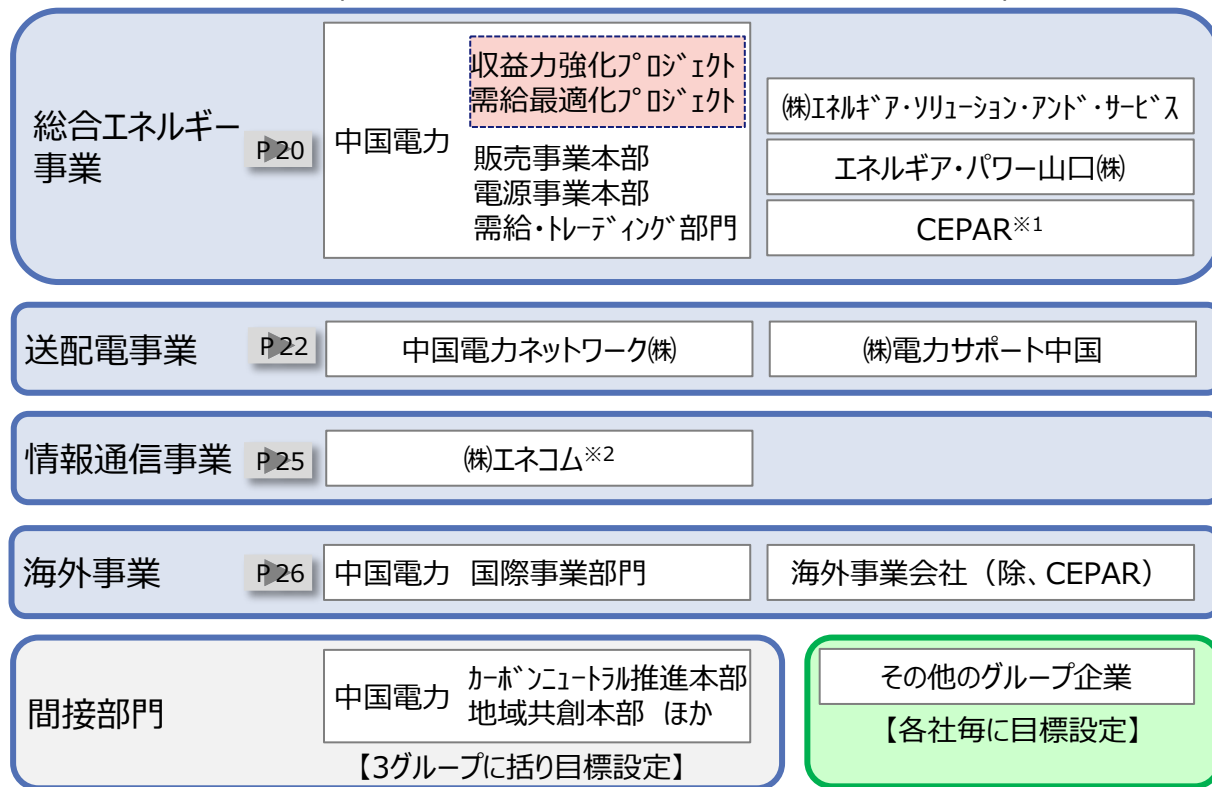 収益力強化ﾌﾟﾛｼﾞｪｸﾄ
需給最適化ﾌﾟﾛｼﾞｪｸﾄ
総合エネルギー
事業
P20
中国電力
販売事業本部
電源事業本部
需給・ﾄﾚｰﾃﾞｨﾝｸﾞ部門
㈱ｴﾈﾙｷﾞｱ・ｿﾘｭｰｼｮﾝ・ｱﾝﾄﾞ・ｻｰﾋﾞｽ
エネルギア・パワー山口㈱
CEPAR※1
送配電事業
P22
中国電力ネットワーク㈱
㈱電力サポート中国
情報通信事業
P25
㈱エネコム※2
海外事業
P26
中国電力 国際事業部門
海外事業会社（除、CEPAR）
間接部門
中国電力
ｶｰﾎﾞﾝﾆｭｰﾄﾗﾙ推進本部
地域共創本部 ほか
【3グループに括り目標設定】
その他のグループ企業
【各社毎に目標設定】